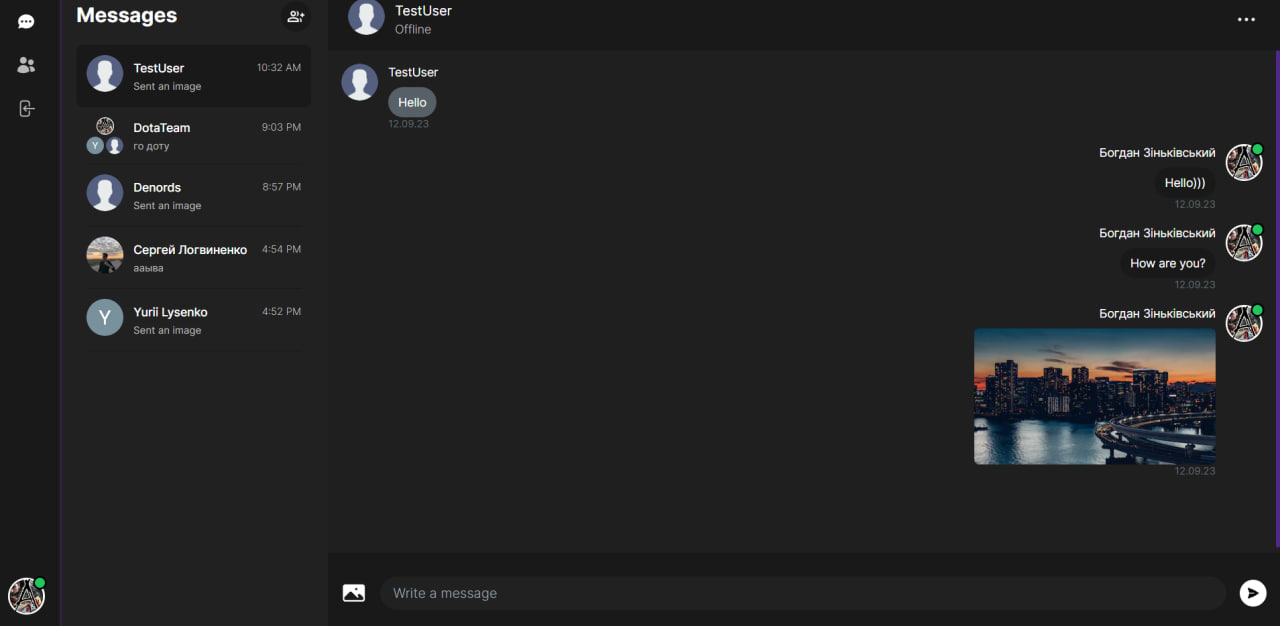 Messages
TestUser
10:32 AM
Sent an image
DotaTeam
9:03 PM
го доту
Y
Denords
8:57 PM
Sent an image
Сергей Логвиненко
4:54 PM
ааыва
Y
Yurii Lysenko
4:52 PM
Sent an image
TestUser
Offline
TestUser
Hello
12.09.23
Богдан Зіньківський
Hello)))
12.09.23
Богдан Зіньківський
How are you?
12.09.23
Богдан Зіньківський
12.09.23
Write a message